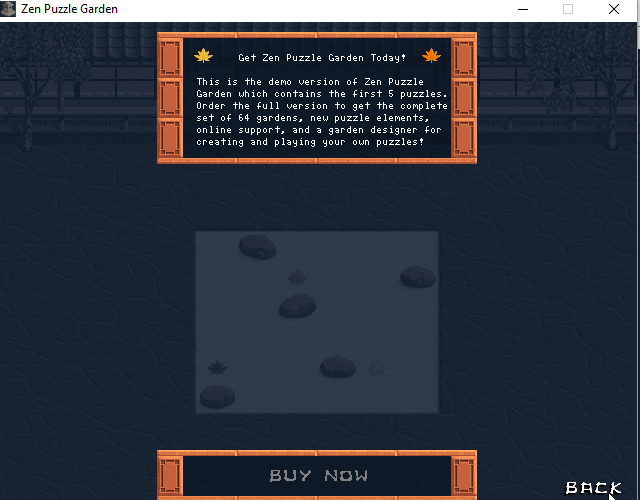 Zen Puzzle Garden
Get Zen Puzzle Garden Today!
This is the demo version of Zen Puzzle
Garden which contains the first 5 puzzles.
Order the full version to get the complete
set of 64 gardens, new puzzle elements,
online support, and a garden designer for
creating and playing your own puzzles!
BUY NOW
BACK